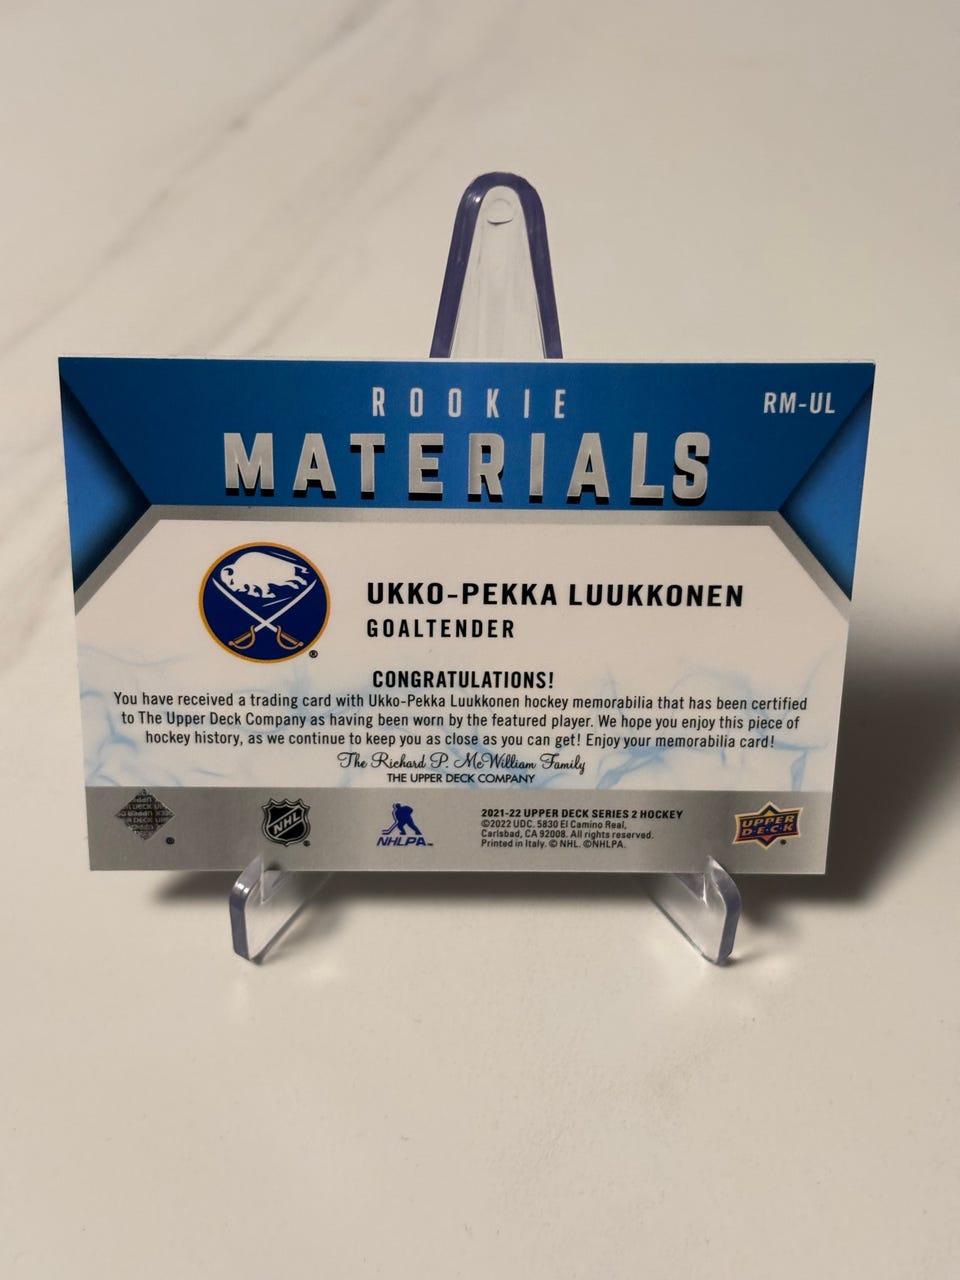 ROOKIE
RM-UL
MATERIALS
UKKO-PEKKA LUUKKONEN
GOALTENDER
CONGRATULATIONS!
You have received a trading card with Ukko-Pekka Luukkonen hockey memorabilia that has been certified
to The Upper Deck Company as having been worn by the featured player. We hope you enjoy this piece of
hockey history, as we continue to keep you as close as you can get! Enjoy your memorabilia card!
The Richard P. McWilliam Family
THE UPPER DECK COMPANY
NHL
NHLPA
2021-22 UPPER DECK SERIES 2 HOCKEY
©2022 UDC. 5830 El Camino Real,
Carlsbad, CA 92008. All rights reserved.
Printed in Italy. © NHL. ©NHLPA.
UPPER
D·E·C·K